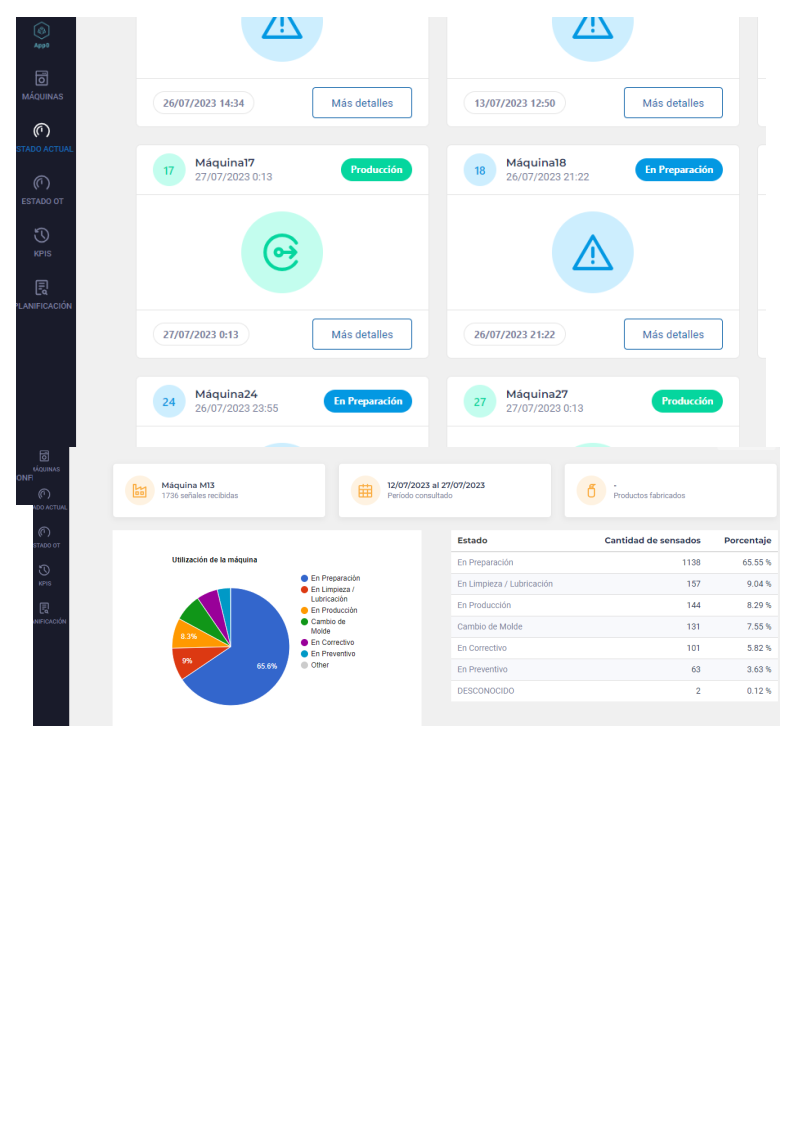 App8
MÁQUINAS
ESTADO ACTUAL
ESTADO OT
KPIS
PLANIFICACIÓN
26/07/2023 14:34
Más detalles
13/07/2023 12:50
Más detalles
17
Máquina17
27/07/2023 0:13
Producción
18
Máquina18
26/07/2023 21:22
En Preparación
27/07/2023 0:13
Más detalles
26/07/2023 21:22
Más detalles
24
Máquina24
26/07/2023 23:55
En Preparación
27
Máquina27
27/07/2023 0:13
Producción
CONFI
MÁQUINAS
ESTADO ACTUAL
ESTADO OT
KPIS
PLANIFICACIÓN
Máquina M13
1736 señales recibidas
12/07/2023 al 27/07/2023
Período consultado
-
Productos fabricados
Utilización de la máquina
65.6%
9%
8.3%
En Preparación
En Limpieza /
Lubricación
En Producción
Cambio de
Molde
En Correctivo
En Preventivo
Other
Estado Cantidad de sensados Porcentaje
En Preparación 1138 65.55 %
En Limpieza / Lubricación 157 9.04 %
En Producción 144 8.29 %
Cambio de Molde 131 7.55 %
En Correctivo 101 5.82 %
En Preventivo 63 3.63 %
DESCONOCIDO 2 0.12 %